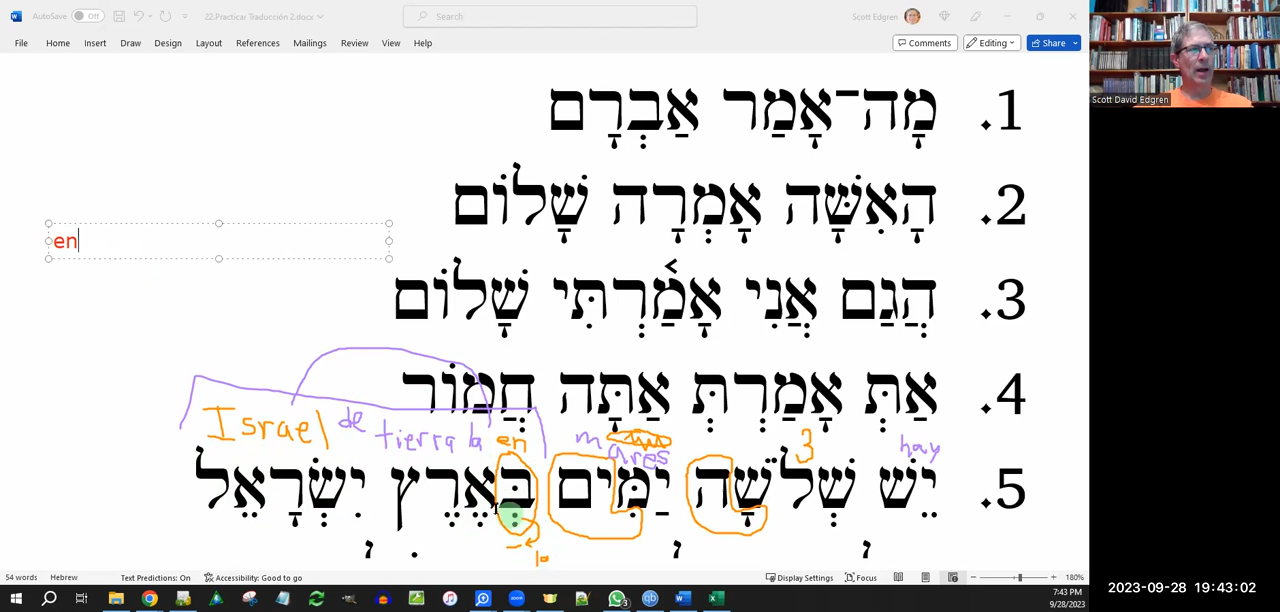 AutoSave Off 22.Practicar Traducción 2.docx Search Scott Edgren
File Home Insert Draw Design Layout References Mailings Review View Help Comments Editing Share
Scott David Edgren
1. מָה־אָמַר אַבְרָם
2. הָאִשָּׁה אָמְרָה שָׁלוֹם
en
3. הֲגַם אֲנִי אָמַ֫רְתִּי שָׁלוֹם
4. אַתְּ אָמַרְתְּ אַתָּה חֲמוֹר
Israel de tierra la en mares 3 hay
5. יֵשׁ שְׁלֹשָׁה יַמִּים בְּאֶרֶץ יִשְׂרָאֵל
la
54 words Hebrew Text Predictions: On Accessibility: Good to go Display Settings Focus 180%
2023-09-28 19:43:02
7:43 PM
9/28/2023